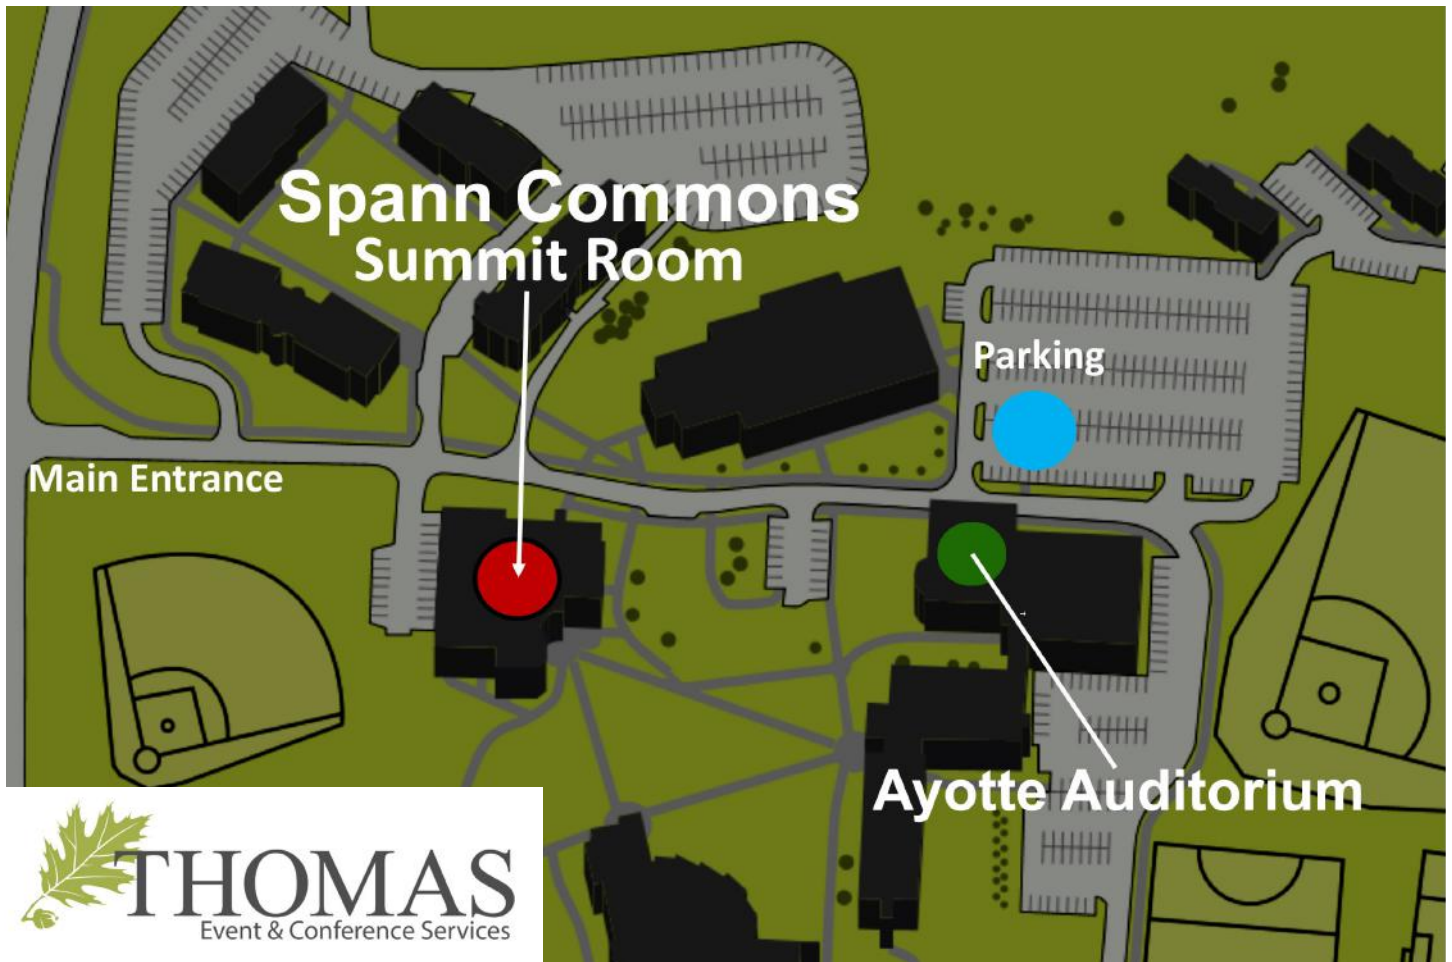 Spann Commons
Summit Room
Parking
Main Entrance
Ayotte Auditorium
THOMAS
Event & Conference Services